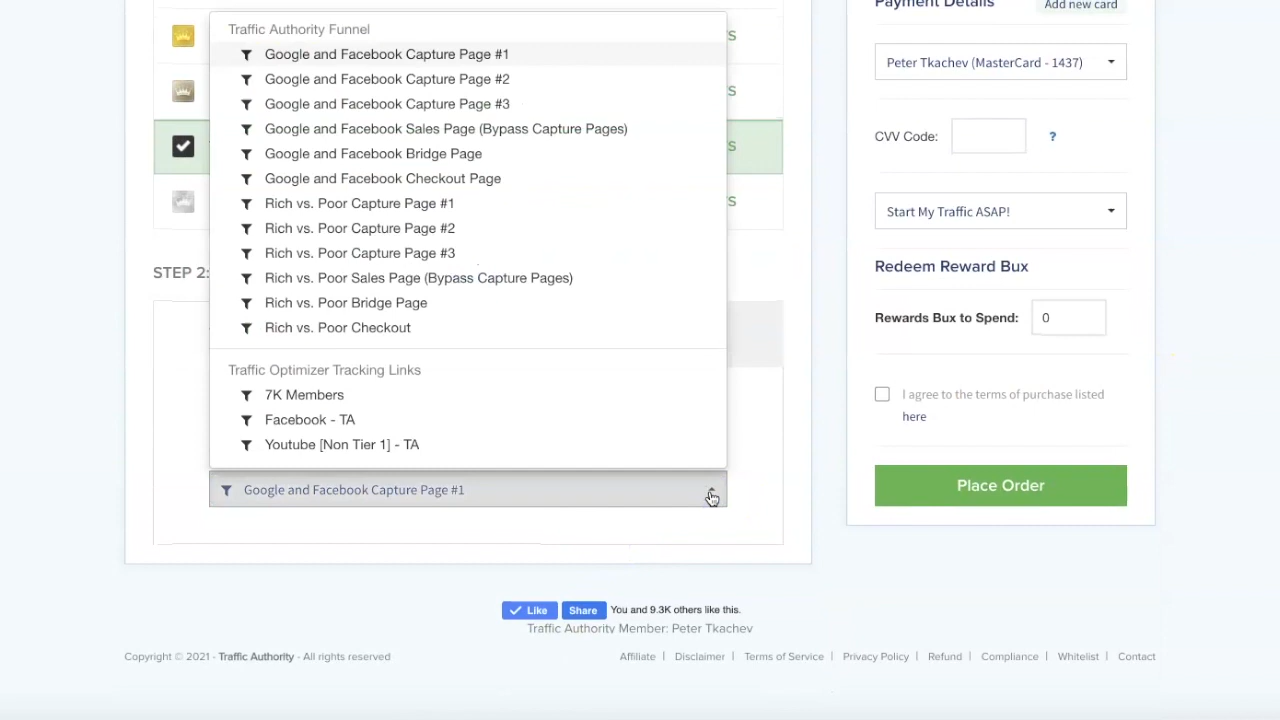 Traffic Authority Funnel
Google and Facebook Capture Page #1
Google and Facebook Capture Page #2
Google and Facebook Capture Page #3
Google and Facebook Sales Page (Bypass Capture Pages)
Google and Facebook Bridge Page
Google and Facebook Checkout Page
Rich vs. Poor Capture Page #1
Rich vs. Poor Capture Page #2
Rich vs. Poor Capture Page #3
Rich vs. Poor Sales Page (Bypass Capture Pages)
Rich vs. Poor Bridge Page
Rich vs. Poor Checkout
Traffic Optimizer Tracking Links
7K Members
Facebook - TA
Youtube [Non Tier 1] - TA
Google and Facebook Capture Page #1
STEP 2:
Payment Details
Add new card
Peter Tkachev (MasterCard - 1437)
CVV Code:
?
Start My Traffic ASAP!
Redeem Reward Bux
Rewards Bux to Spend: 0
I agree to the terms of purchase listed
here
Place Order
Like Share You and 9.3K others like this.
Traffic Authority Member: Peter Tkachev
Copyright © 2021 - Traffic Authority - All rights reserved
Affiliate | Disclaimer | Terms of Service | Privacy Policy | Refund | Compliance | Whitelist | Contact